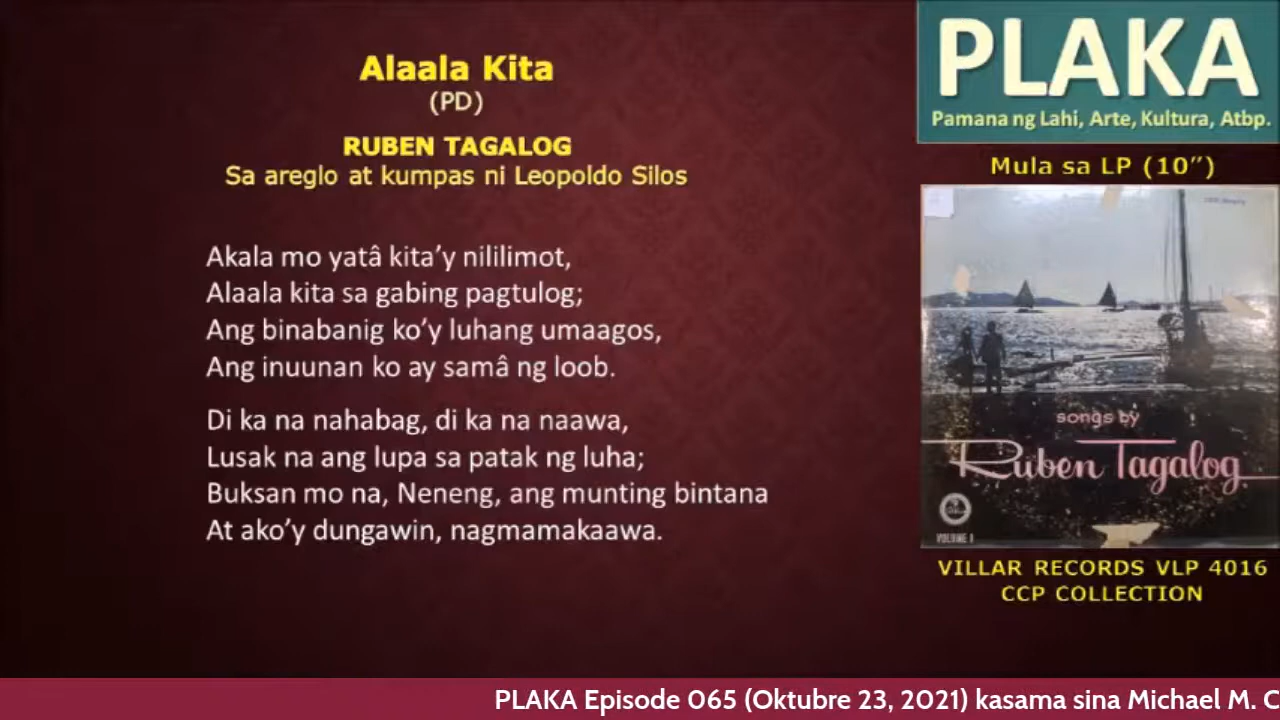 Alaala Kita
(PD)
RUBEN TAGALOG
Sa areglo at kumpas ni Leopoldo Silos
Akala mo yatâ kita’y nililimot,
Alaala kita sa gabing pagtulog;
Ang binabanig ko’y luhang umaagos,
Ang inuunan ko ay samâ ng loob.
Di ka na nahabag, di ka na naawa,
Lusak na ang lupa sa patak ng luha;
Buksan mo na, Neneng, ang munting bintana
At ako’y dungawin, nagmamakaawa.
PLAKA
Pamana ng Lahi, Arte, Kultura, Atbp.
Mula sa LP (10”)
songs by
Ruben Tagalog
VOLUME 1
VILLAR RECORDS VLP 4016
CCP COLLECTION
PLAKA Episode 065 (Oktubre 23, 2021) kasama sina Michael M. C